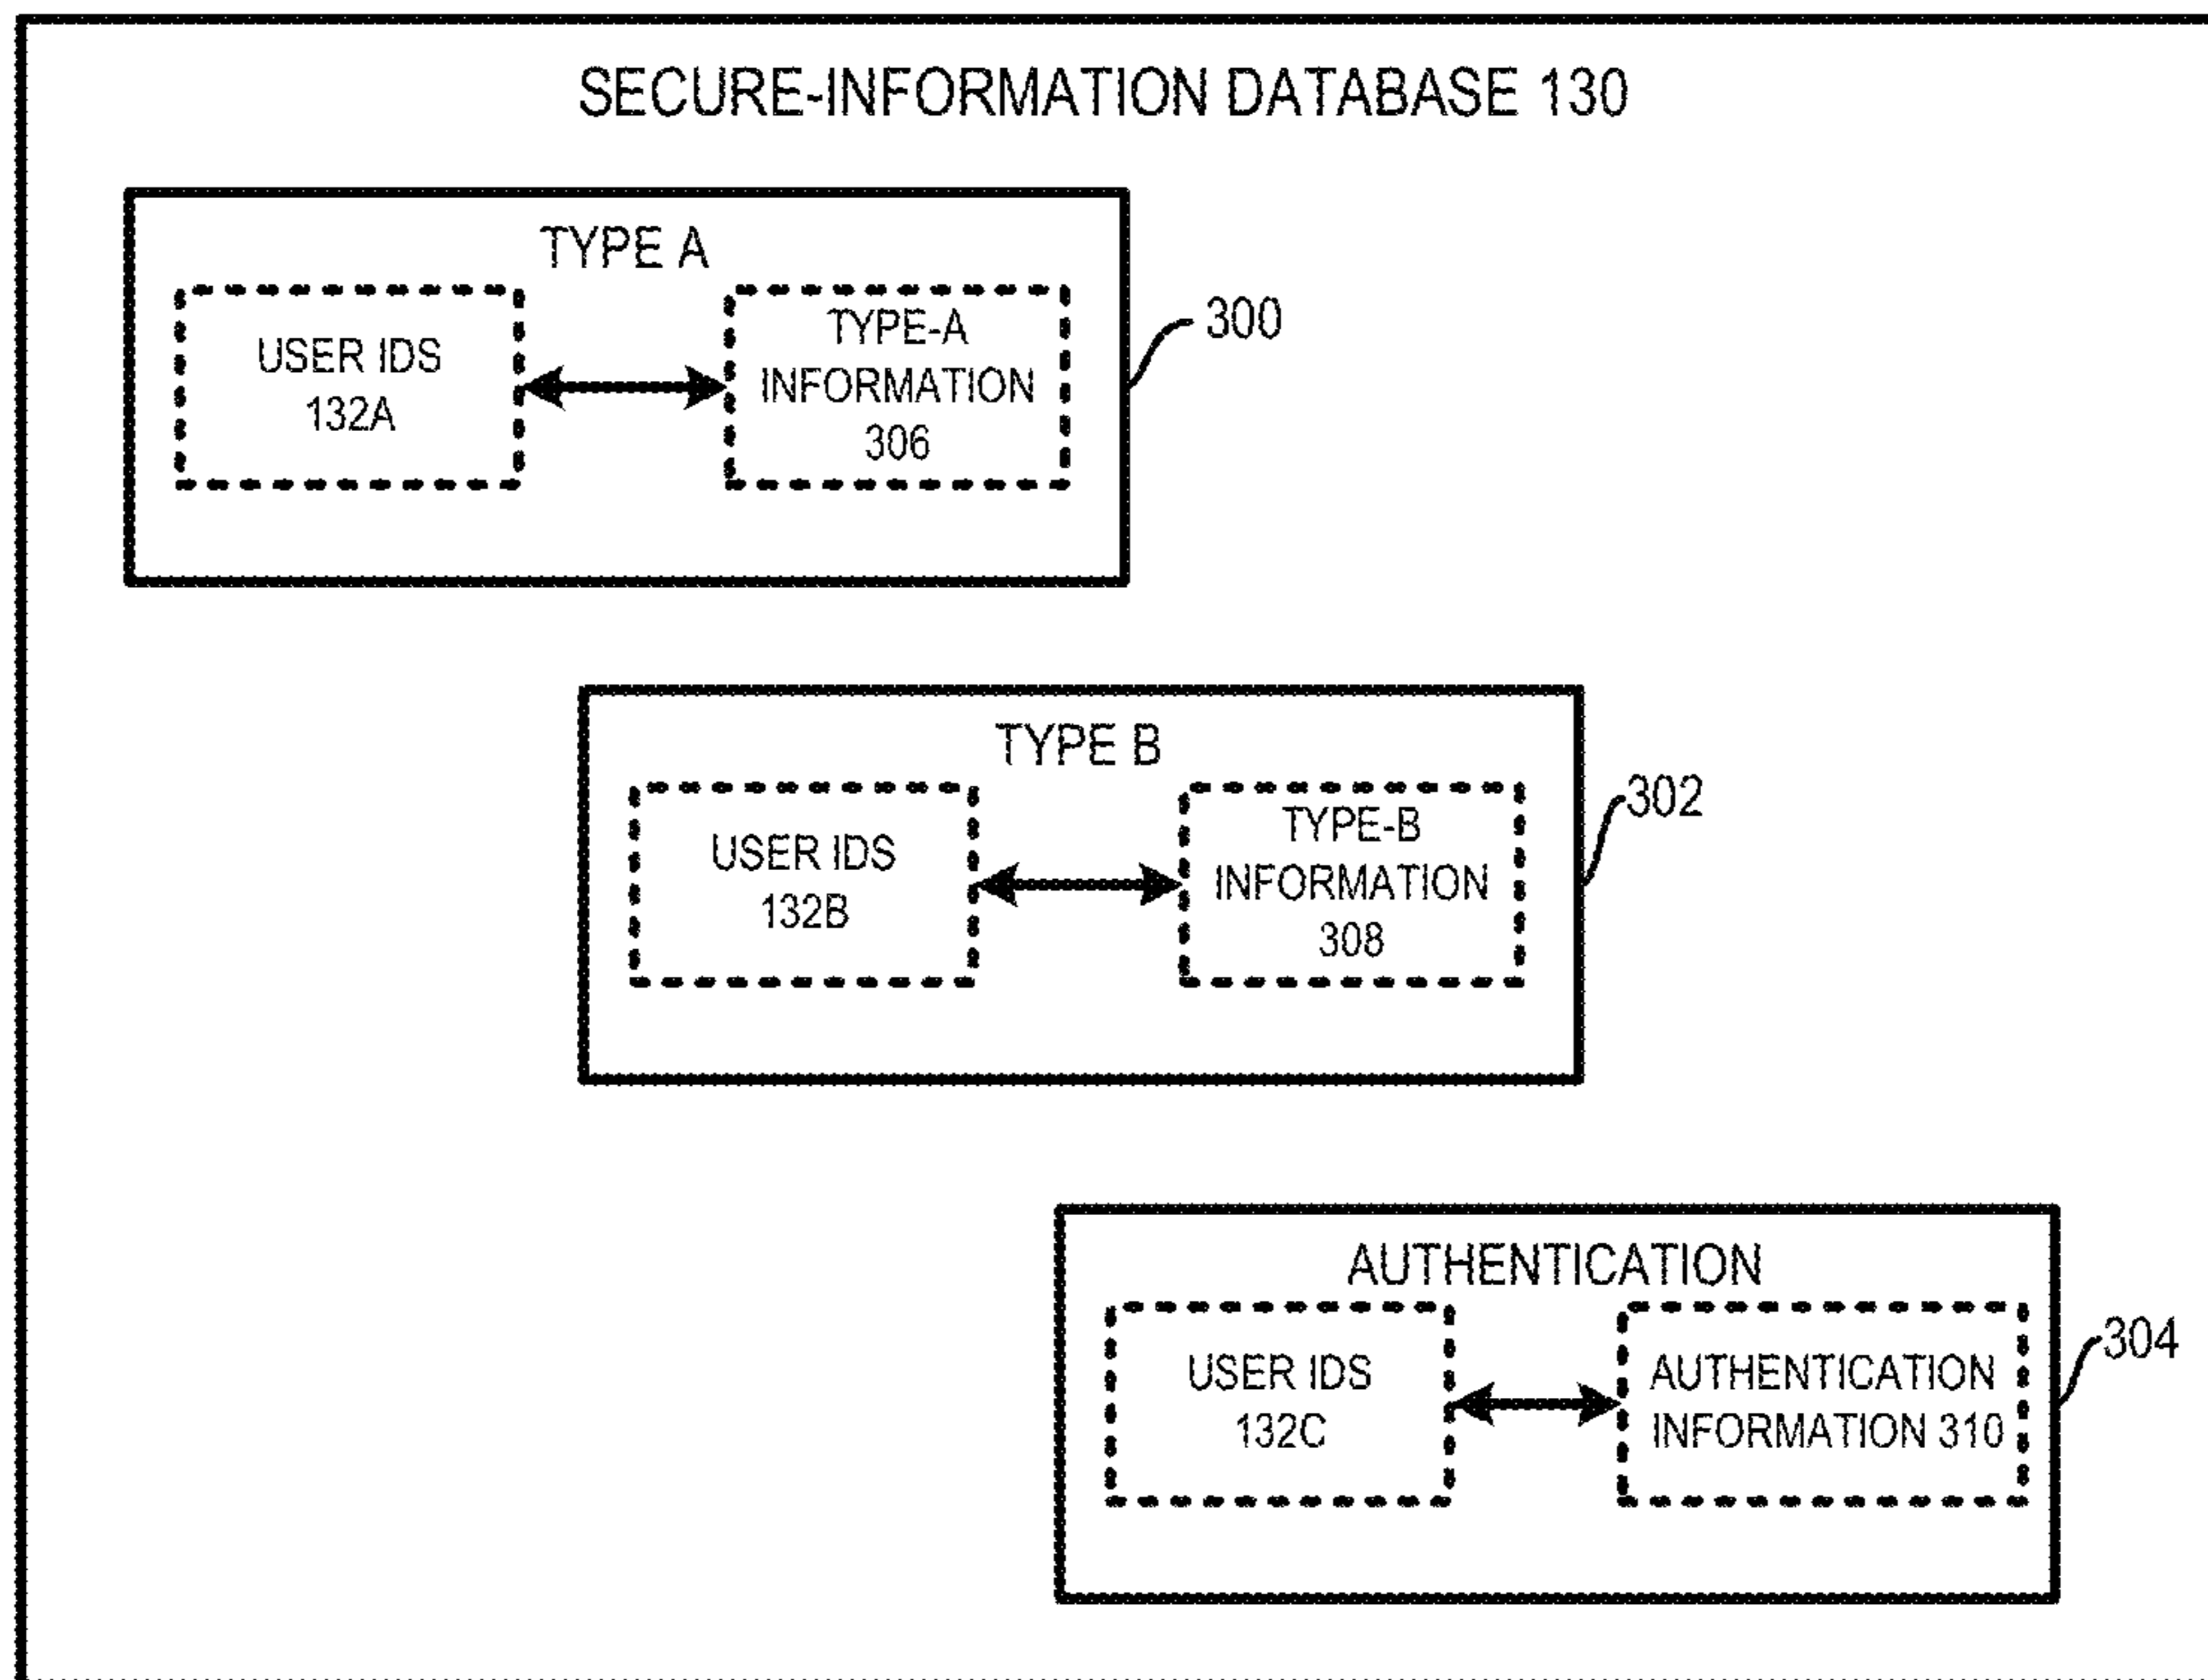 SECURE-INFORMATION DATABASE 130
TYPE A
USER IDS
132A
TYPE-A
INFORMATION
306
300
TYPE B
USER IDS
132B
TYPE-B
INFORMATION
308
302
AUTHENTICATION
USER IDS
132C
AUTHENTICATION
INFORMATION 310
304